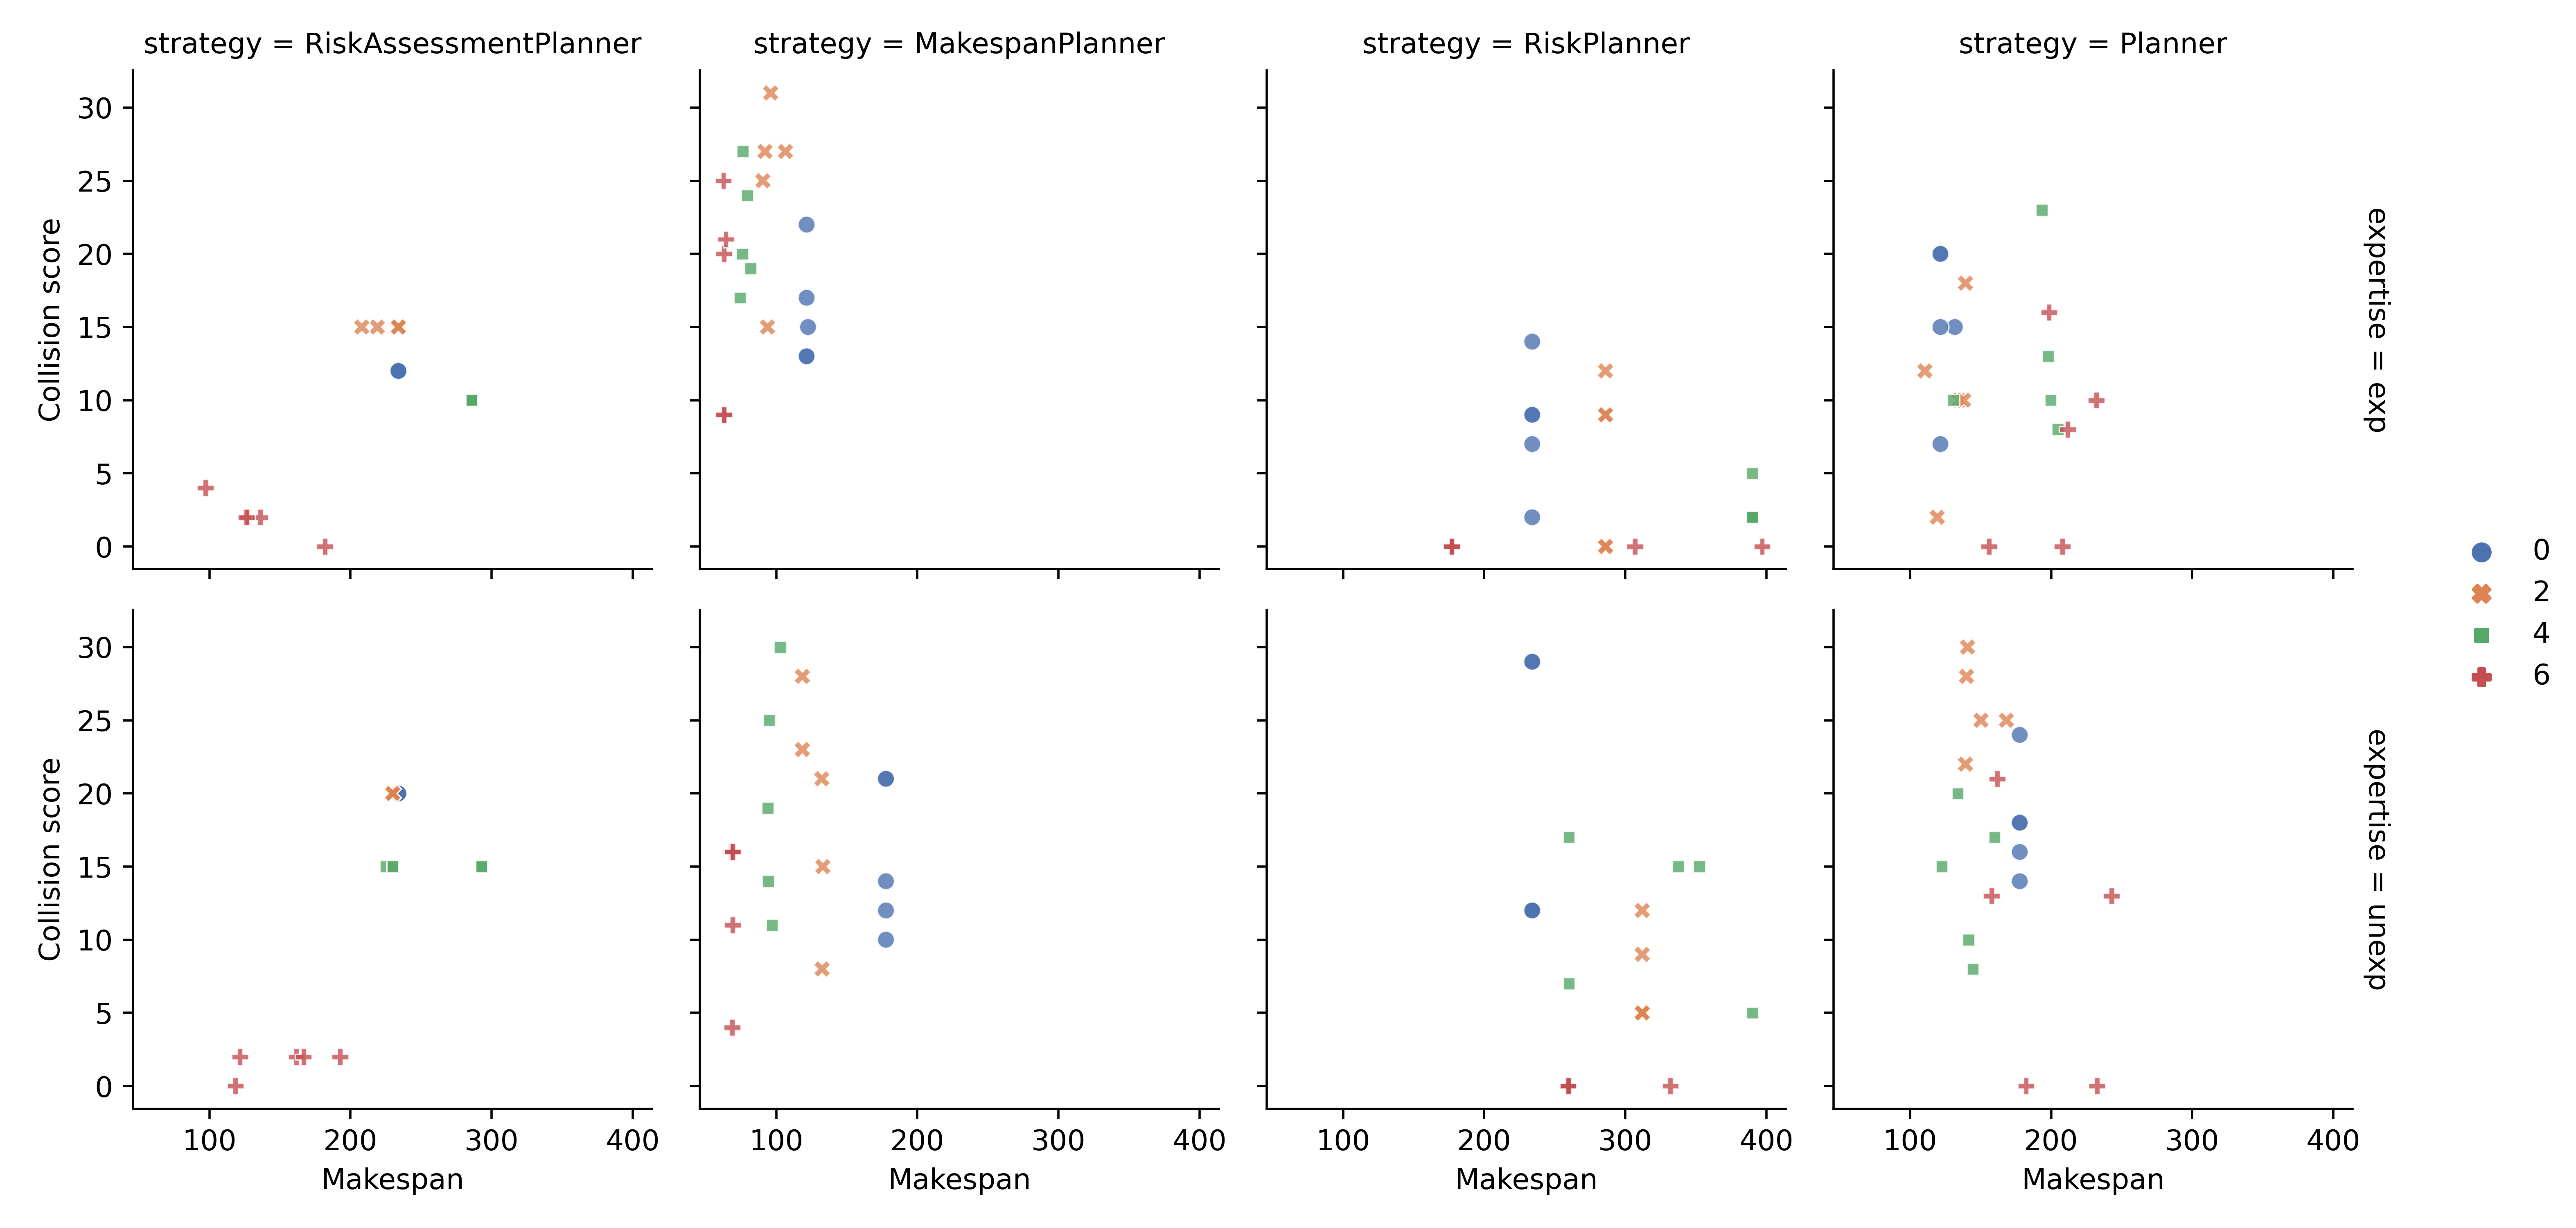 strategy = RiskAssessmentPlanner
strategy = MakespanPlanner
strategy = RiskPlanner
strategy = Planner
30
25
20
15
10
5
0
Collision score
expertise = exp
0
2
4
6
30
25
20
15
10
5
0
Collision score
expertise = unexp
100 200 300 400
100 200 300 400
100 200 300 400
100 200 300 400
Makespan
Makespan
Makespan
Makespan